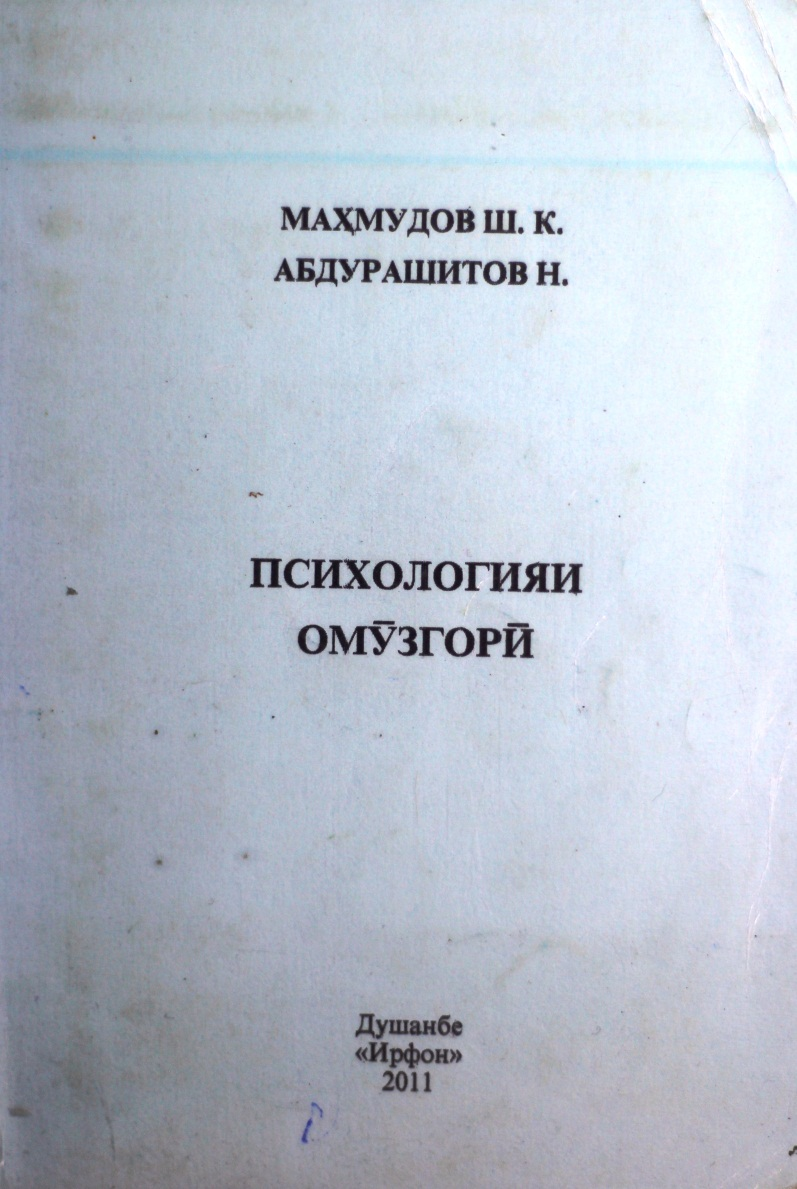 МАҲМУДОВ Ш. К.
АБДУРАШИТОВ Н.
ПСИХОЛОГИЯИ
ОМӮЗГОРӢ
Душанбе
«Ирфон»
2011